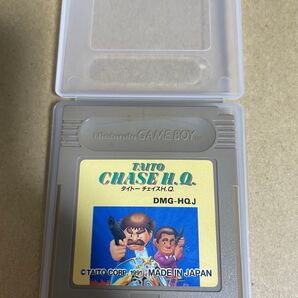 Nintendo GAME BOY
TAITO
CHASE H.Q.
タイトー チェイスH.Q.
DMG-HQJ
© TAITO CORP. 1991 MADE IN JAPAN